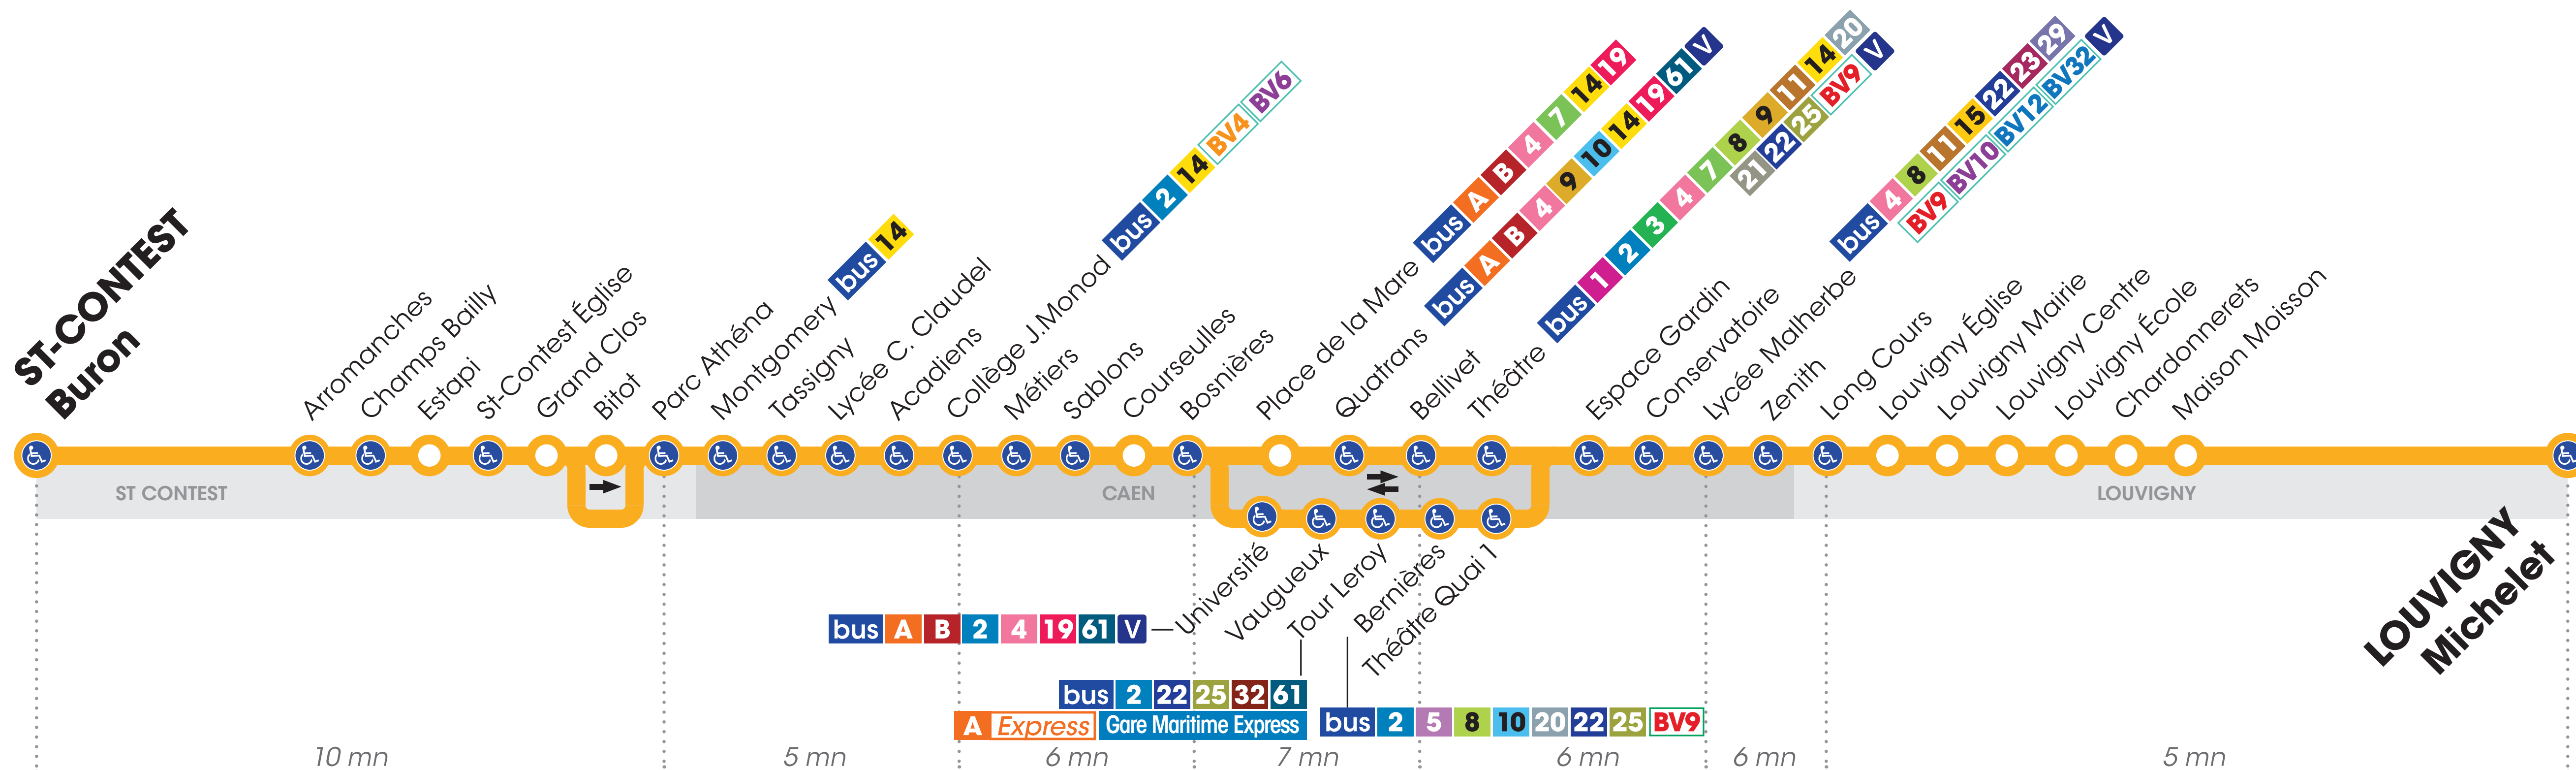 ST-CONTEST
Buron
Arromanches
Champs Bailly
Estapi
St-Contest Église
Grand Clos
Bitot
Parc Athéna
Montgomery
bus 14
Tassigny
Lycée C. Claudel
Acadiens
Collège J.Monod
bus 2 14 BV4 BV6
Métiers
Sablons
Courseulles
Bosnières
Place de la Mare
bus A B 4 7 14 19
Quatrans
bus A B 4 9 10 14 19 61 V
Bellivet
Théâtre
bus 1 2 3 4 7 8 9 11 14 20
21 22 25 BV9 V
Espace Gardin
Conservatoire
Lycée Malherbe
bus 4 8 11 15 22 23 29
BV9 BV10 BV12 BV32 V
Zenith
Long Cours
Louvigny Église
Louvigny Mairie
Louvigny Centre
Louvigny École
Chardonnerets
Maison Moisson
LOUVIGNY
Michelet
ST CONTEST
CAEN
LOUVIGNY
Université
bus A B 2 4 19 61 V
Vaugueux
Tour Leroy
bus 2 22 25 32 61
A Express Gare Maritime Express
Bernières
bus 2 5 8 10 20 22 25 BV9
Théâtre Quai 1
10 mn
5 mn
6 mn
7 mn
6 mn
6 mn
5 mn